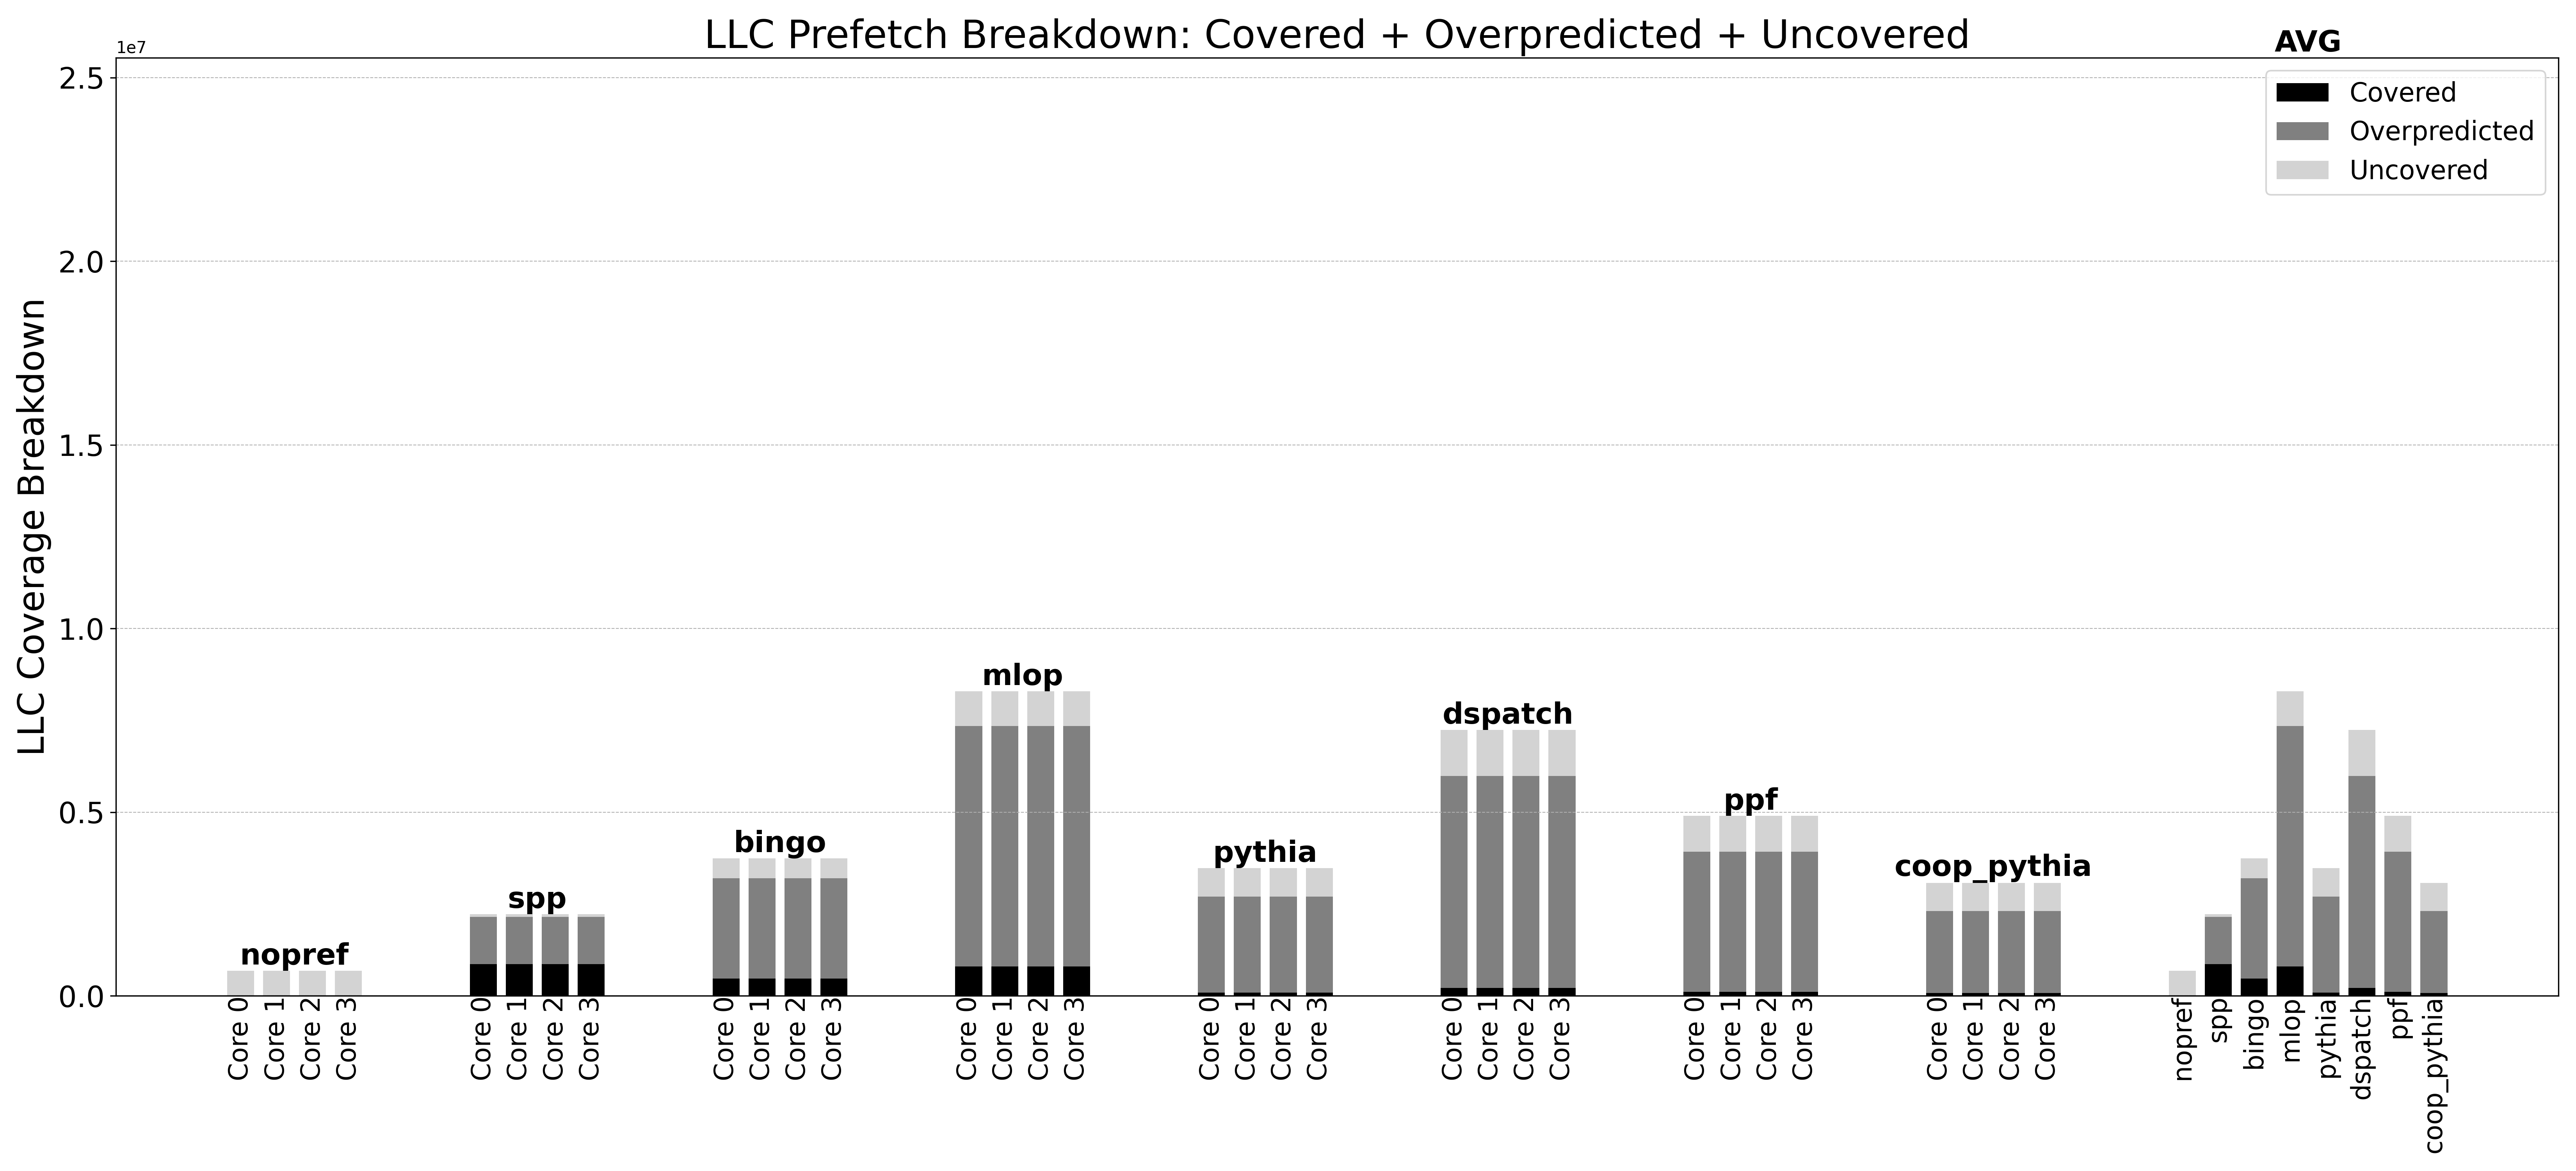 LLC Prefetch Breakdown: Covered + Overpredicted + Uncovered
AVG
1e7
Covered
Overpredicted
Uncovered
LLC Coverage Breakdown
2.5
2.0
1.5
1.0
0.5
0.0
nopref
spp
bingo
mlop
pythia
dspatch
ppf
coop_pythia
Core 0
Core 1
Core 2
Core 3
Core 0
Core 1
Core 2
Core 3
Core 0
Core 1
Core 2
Core 3
Core 0
Core 1
Core 2
Core 3
Core 0
Core 1
Core 2
Core 3
Core 0
Core 1
Core 2
Core 3
Core 0
Core 1
Core 2
Core 3
Core 0
Core 1
Core 2
Core 3
nopref
spp
bingo
mlop
pythia
dspatch
ppf
coop_pythia